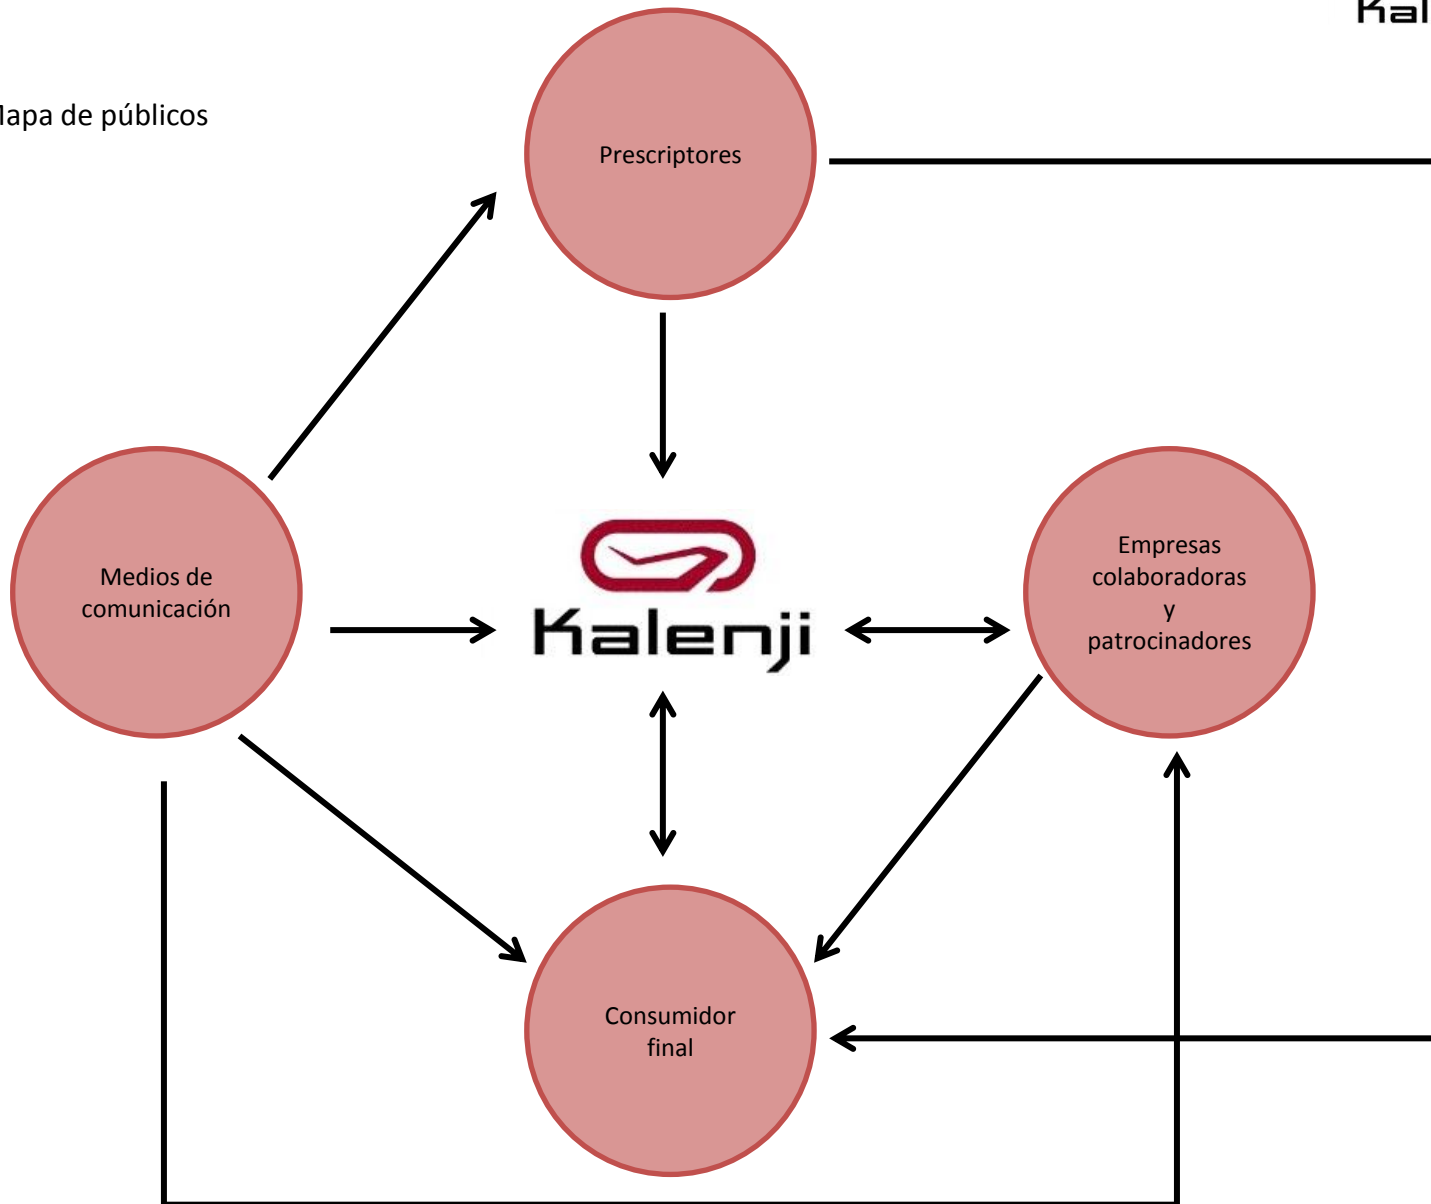 Kal
Mapa de públicos
Prescriptores
Medios de
comunicación
Kalenji
Empresas
colaboradoras
y
patrocinadores
Consumidor
final